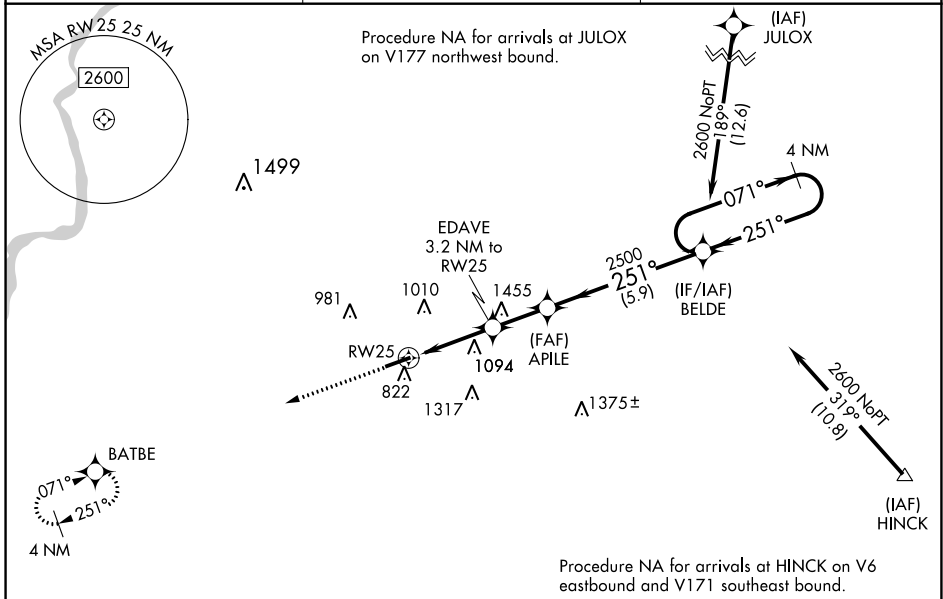 MSA RW25 25 NM
2600
Procedure NA for arrivals at JULOX
on V177 northwest bound.
(IAF)
JULOX
2600 NoPT
189°
(12.6)
4 NM
071°
251°
1499
EDAVE
3.2 NM to
RW25
2500
251°
(5.9)
(IF/IAF)
BELDE
981
1010
1455
(FAF)
APILE
RW25
1094
822
1317
1375±
2600 NoPT
319°
(10.8)
(IAF)
HINCK
BATBE
071°
251°
4 NM
Procedure NA for arrivals at HINCK on V6
eastbound and V171 southeast bound.